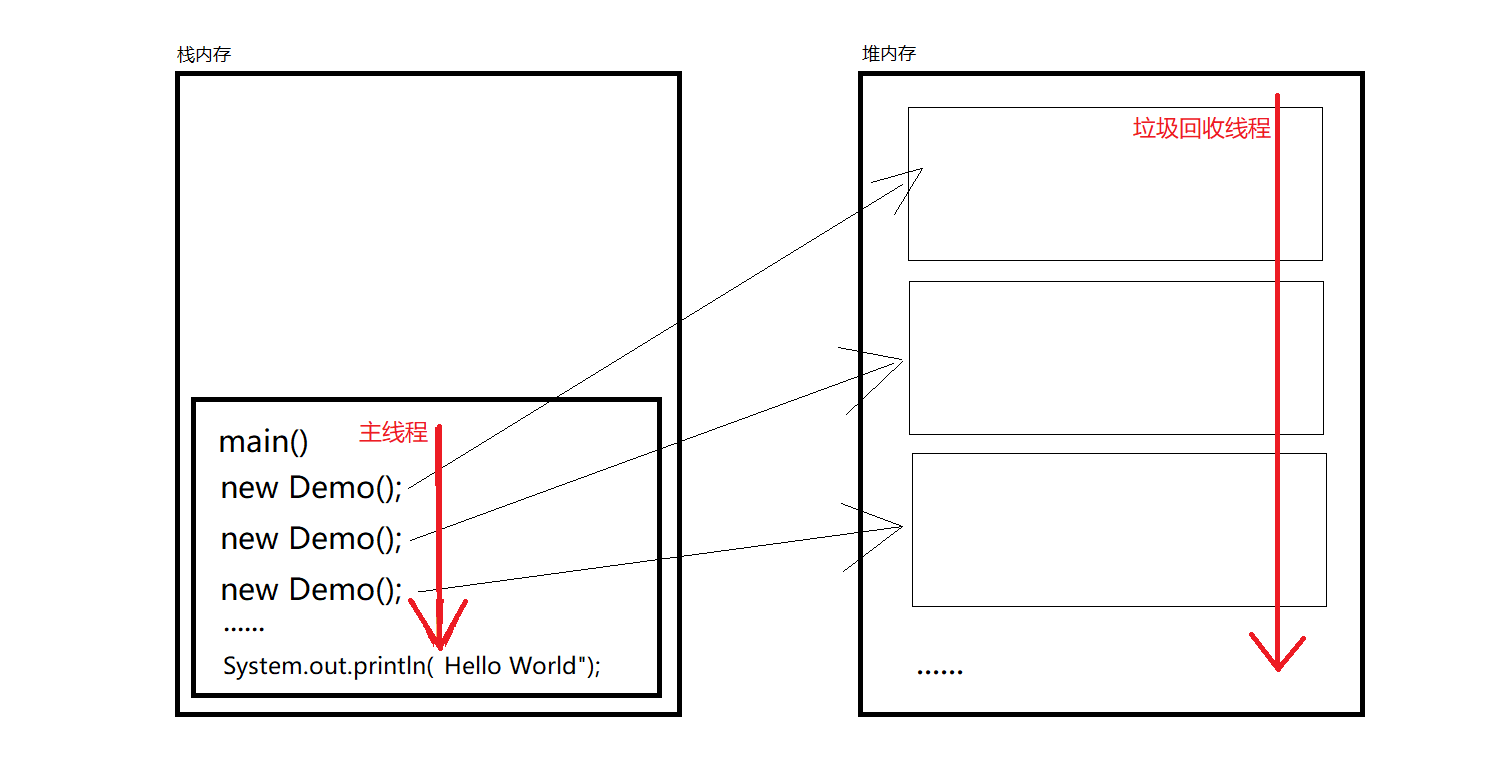 栈内存
堆内存
垃圾回收线程
main()
主线程
new Demo();
new Demo();
new Demo();
......
System.out.println( Hello World");
......